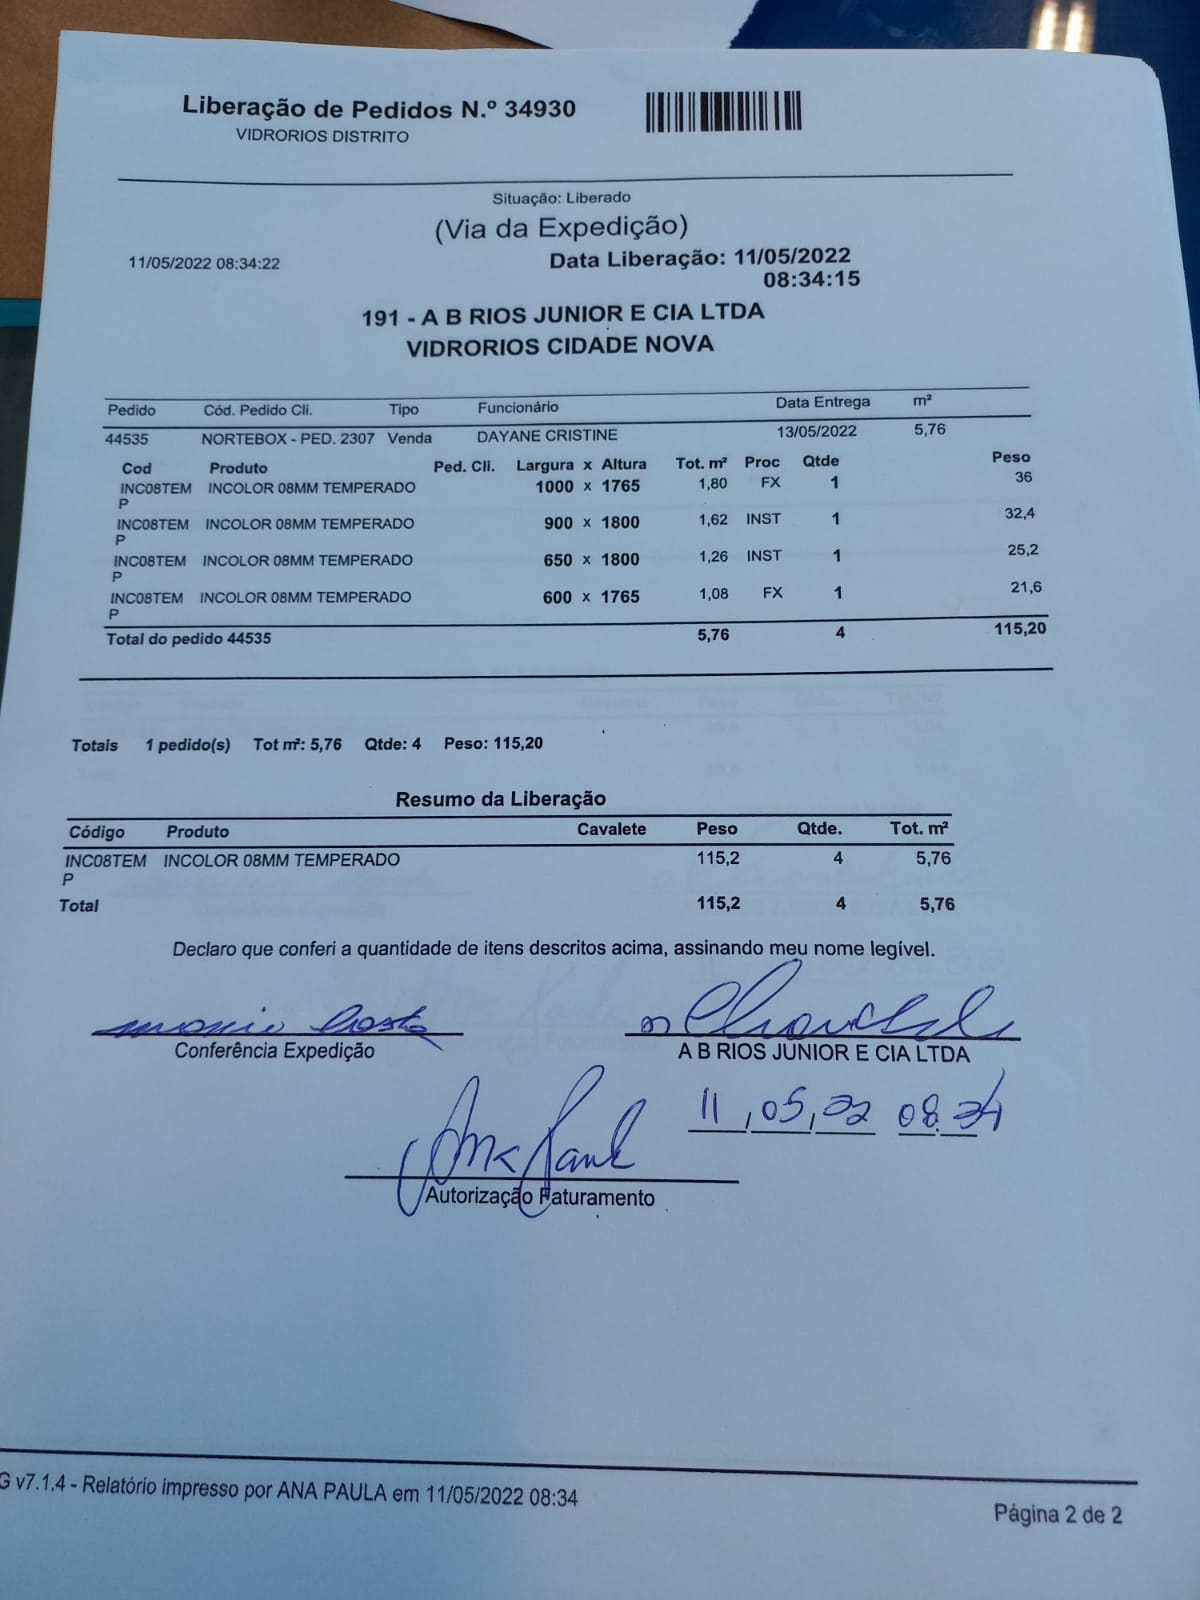 Liberação de Pedidos N.º 34930
VIDRORIOS DISTRITO
Situação: Liberado
(Via da Expedição)
11/05/2022 08:34:22 Data Liberação: 11/05/2022
08:34:15
191 - A B RIOS JUNIOR E CIA LTDA
VIDRORIOS CIDADE NOVA
Pedido Cód. Pedido Cli. Tipo Funcionário Data Entrega m²
44535 NORTEBOX - PED. 2307 Venda DAYANE CRISTINE 13/05/2022 5,76
Cod Produto Ped. Cli. Largura x Altura Tot. m² Proc Qtde Peso
INC08TEM INCOLOR 08MM TEMPERADO 1000 x 1765 1,80 FX 1 36
P
INC08TEM INCOLOR 08MM TEMPERADO 900 x 1800 1,62 INST 1 32,4
P
INC08TEM INCOLOR 08MM TEMPERADO 650 x 1800 1,26 INST 1 25,2
P
INC08TEM INCOLOR 08MM TEMPERADO 600 x 1765 1,08 FX 1 21,6
P
Total do pedido 44535 5,76 4 115,20
Totais 1 pedido(s) Tot m²: 5,76 Qtde: 4 Peso: 115,20
Resumo da Liberação
Código Produto Cavalete Peso Qtde. Tot. m²
INC08TEM INCOLOR 08MM TEMPERADO 115,2 4 5,76
P
Total 115,2 4 5,76
Declaro que conferi a quantidade de itens descritos acima, assinando meu nome legível.
Costa
Conferência Expedição A B RIOS JUNIOR E CIA LTDA
11,05,22 08:34
Ana Paula
Autorização Faturamento
G v7.1.4 - Relatório impresso por ANA PAULA em 11/05/2022 08:34
Página 2 de 2